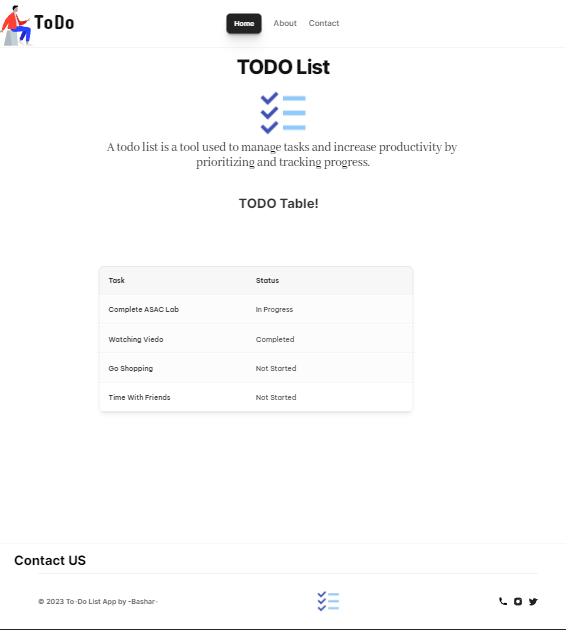 ToDo
Home About Contact
TODO List
A todo list is a tool used to manage tasks and increase productivity by
prioritizing and tracking progress.
TODO Table!
Task Status
Complete ASAC Lab In Progress
Watching Viedo Completed
Go Shopping Not Started
Time With Friends Not Started
Contact US
© 2023 To-Do List App by -Bashar-